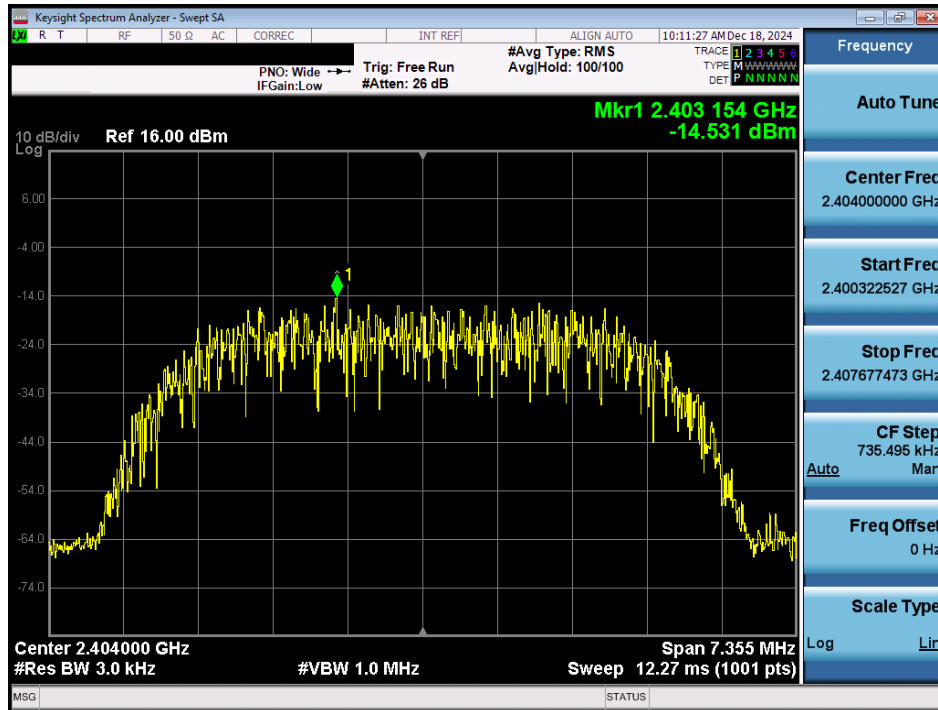 Keysight Spectrum Analyzer - Swept SA
LXI R T RF 50 Ω AC CORREC INT REF ALIGN AUTO 10:11:27 AM Dec 18, 2024
PNO: Wide
IFGain:Low
Trig: Free Run
#Atten: 26 dB
#Avg Type: RMS
Avg|Hold: 100/100
TRACE 1 2 3 4 5 6
TYPE M W W W W W
DET P N N N N N
Mkr1 2.403 154 GHz
-14.531 dBm
10 dB/div Ref 16.00 dBm
Log
1
6.00
-4.00
-14.0
-24.0
-34.0
-44.0
-54.0
-64.0
-74.0
Center 2.404000 GHz Span 7.355 MHz
#Res BW 3.0 kHz #VBW 1.0 MHz Sweep 12.27 ms (1001 pts)
MSG STATUS
Frequency
Auto Tune
Center Freq
2.404000000 GHz
Start Freq
2.400322527 GHz
Stop Freq
2.407677473 GHz
CF Step
735.495 kHz
Auto Man
Freq Offset
0 Hz
Scale Type
Log Lin